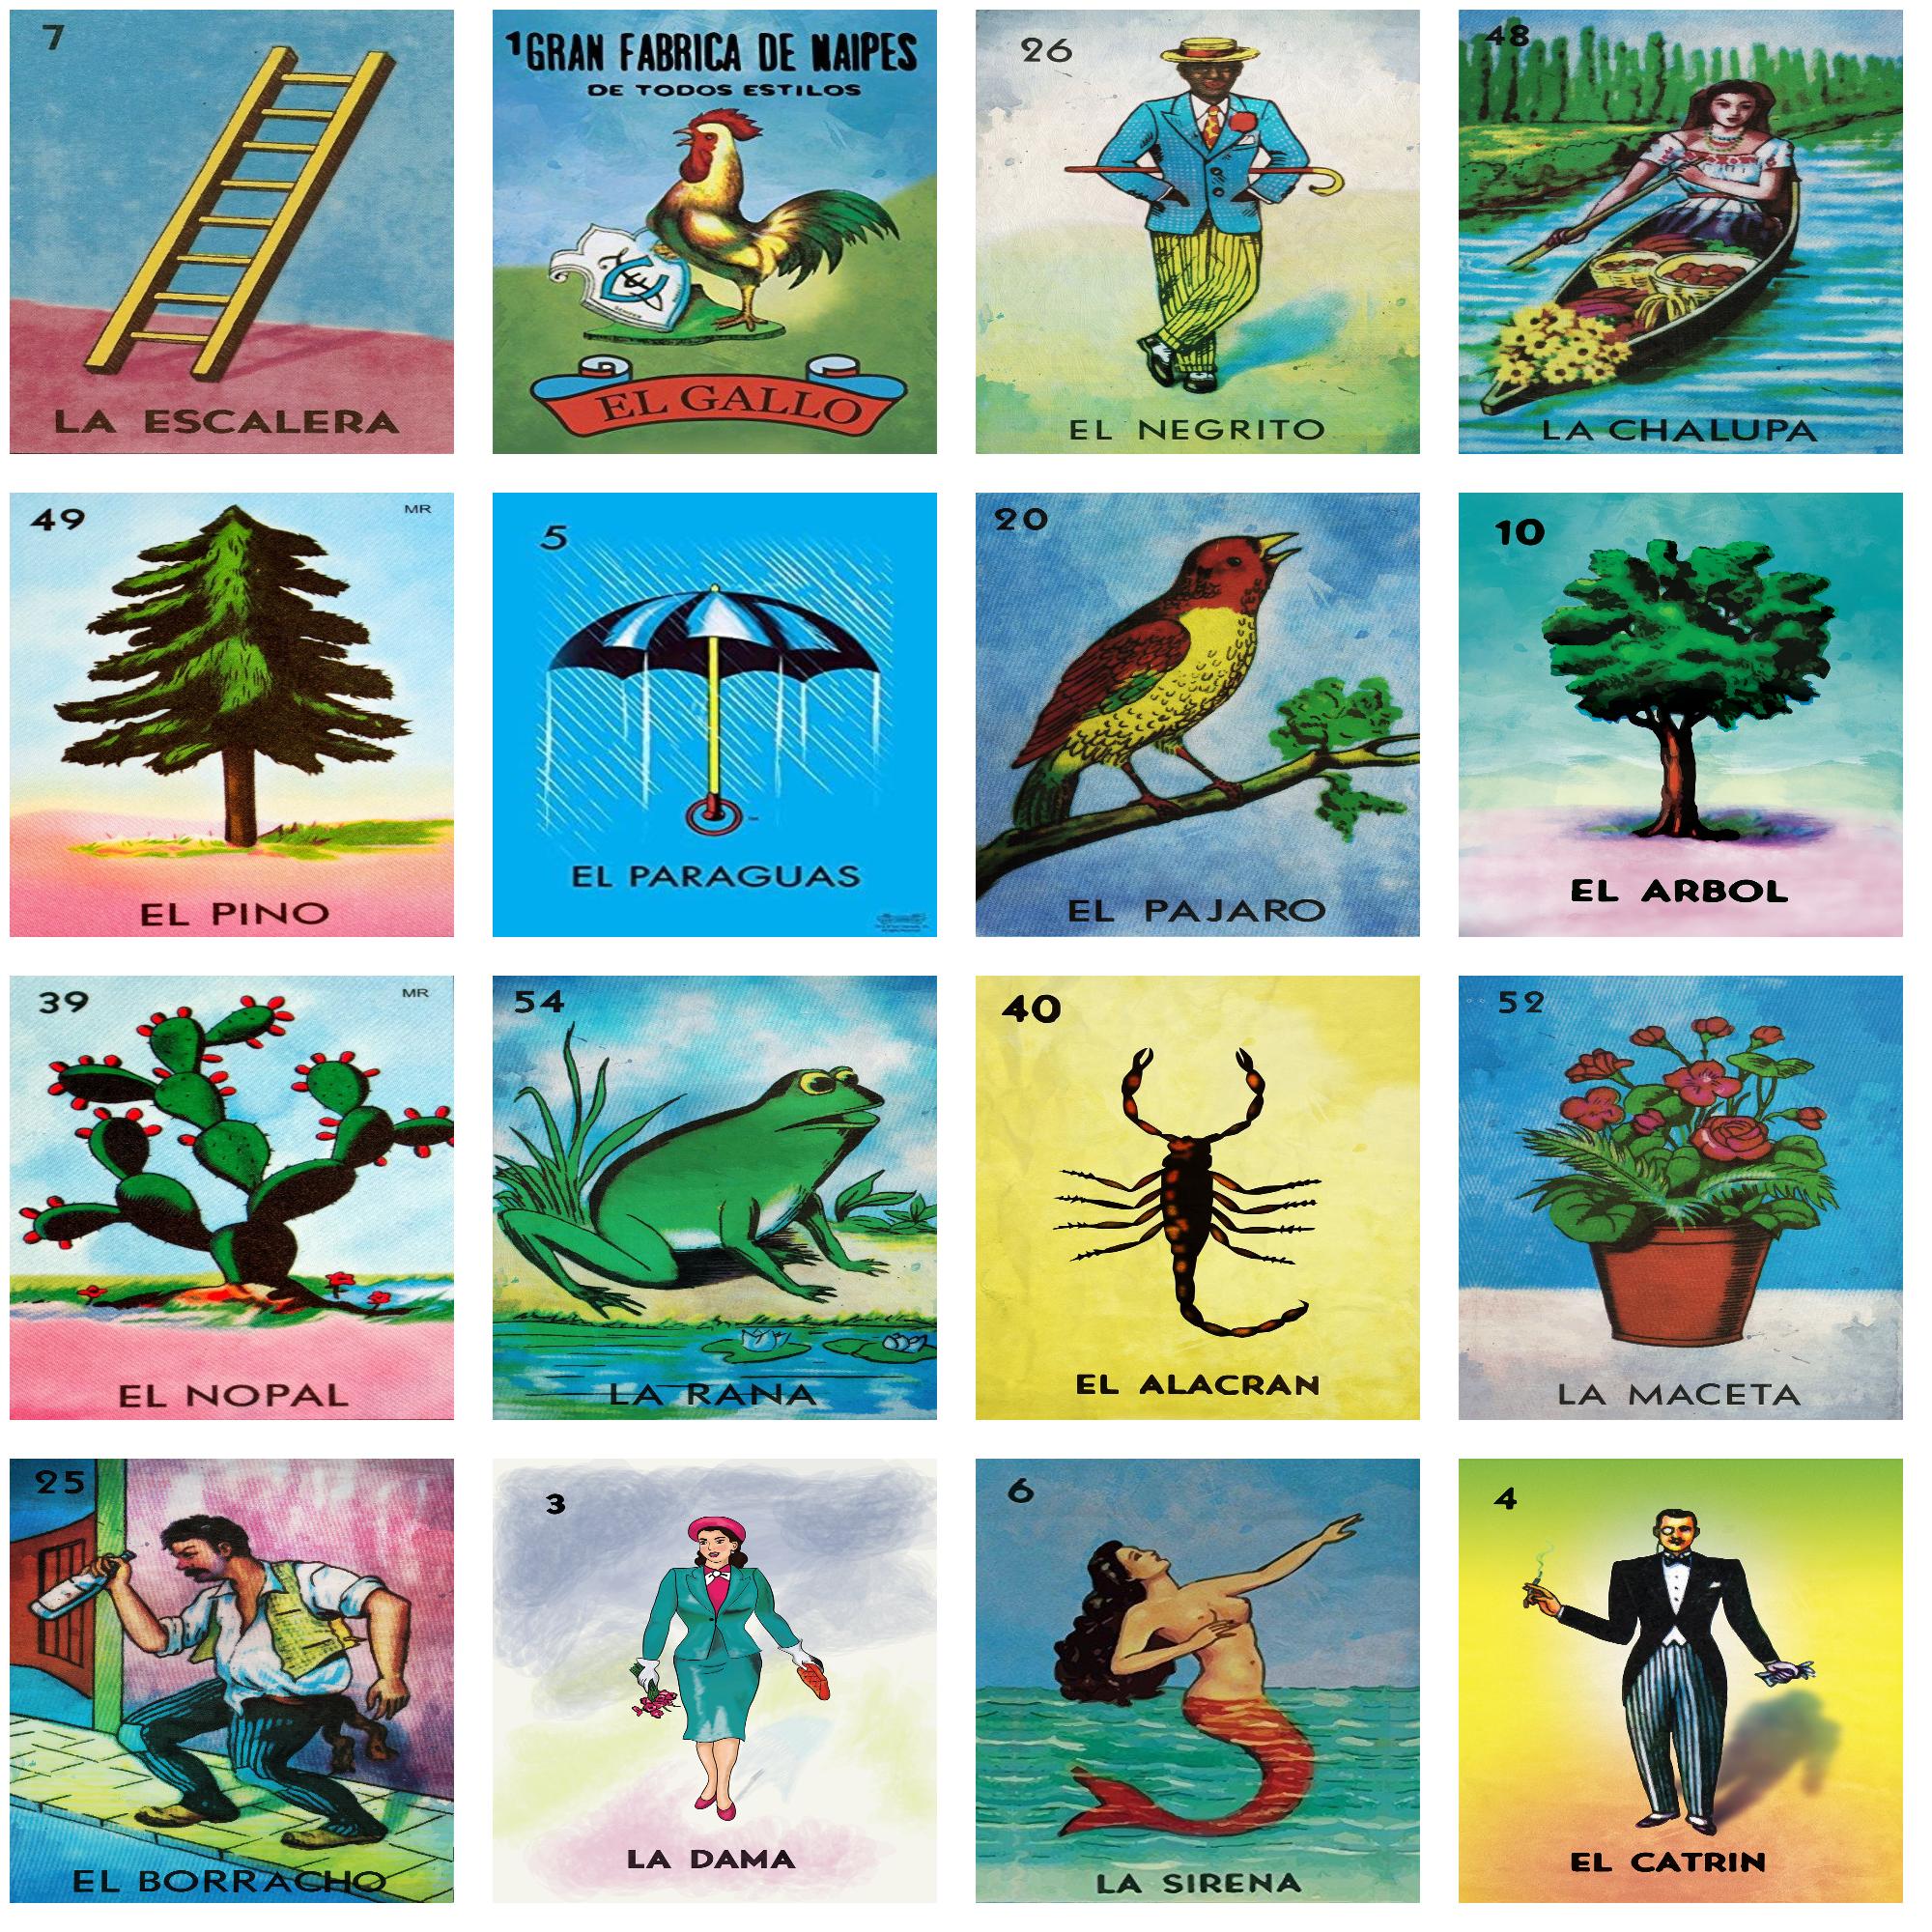 7
LA ESCALERA
1 GRAN FABRICA DE NAIPES
DE TODOS ESTILOS
EL GALLO
26
EL NEGRITO
48
LA CHALUPA
49
MR
EL PINO
5
EL PARAGUAS
20
EL PAJARO
10
EL ARBOL
39
MR
EL NOPAL
54
LA RANA
40
EL ALACRAN
52
LA MACETA
25
EL BORRACHO
3
LA DAMA
6
LA SIRENA
4
EL CATRIN